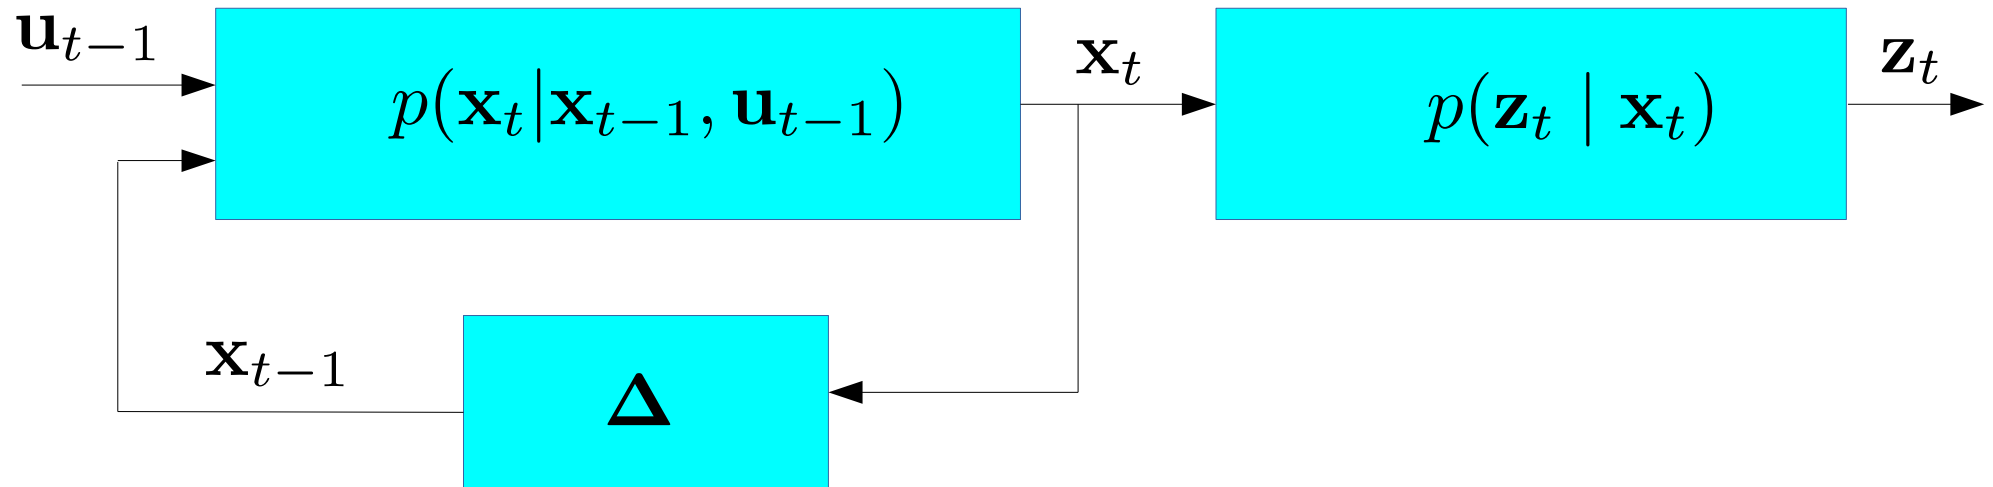 u_{t−1}
p(x_t|x_{t−1}, u_{t−1})
x_t
p(z_t | x_t)
z_t
x_{t−1}
Δ